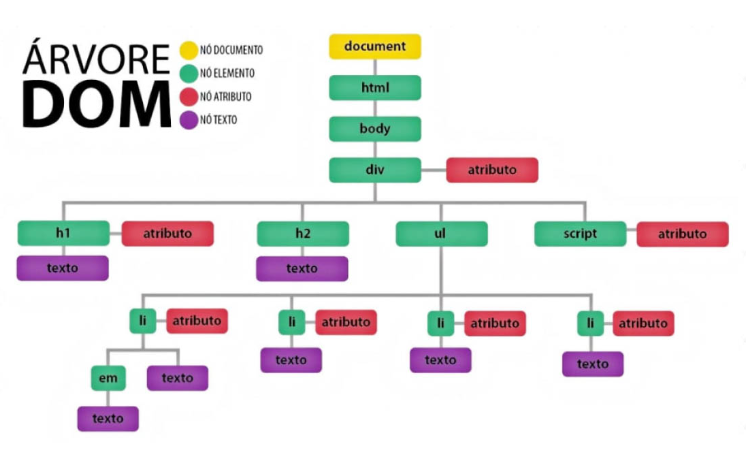 ÁRVORE
DOM
NÓ DOCUMENTO
NÓ ELEMENTO
NÓ ATRIBUTO
NÓ TEXTO
document
html
body
div
atributo
h1
atributo
h2
ul
script
atributo
texto
texto
li
atributo
li
atributo
li
atributo
li
atributo
texto
texto
texto
em
texto
texto